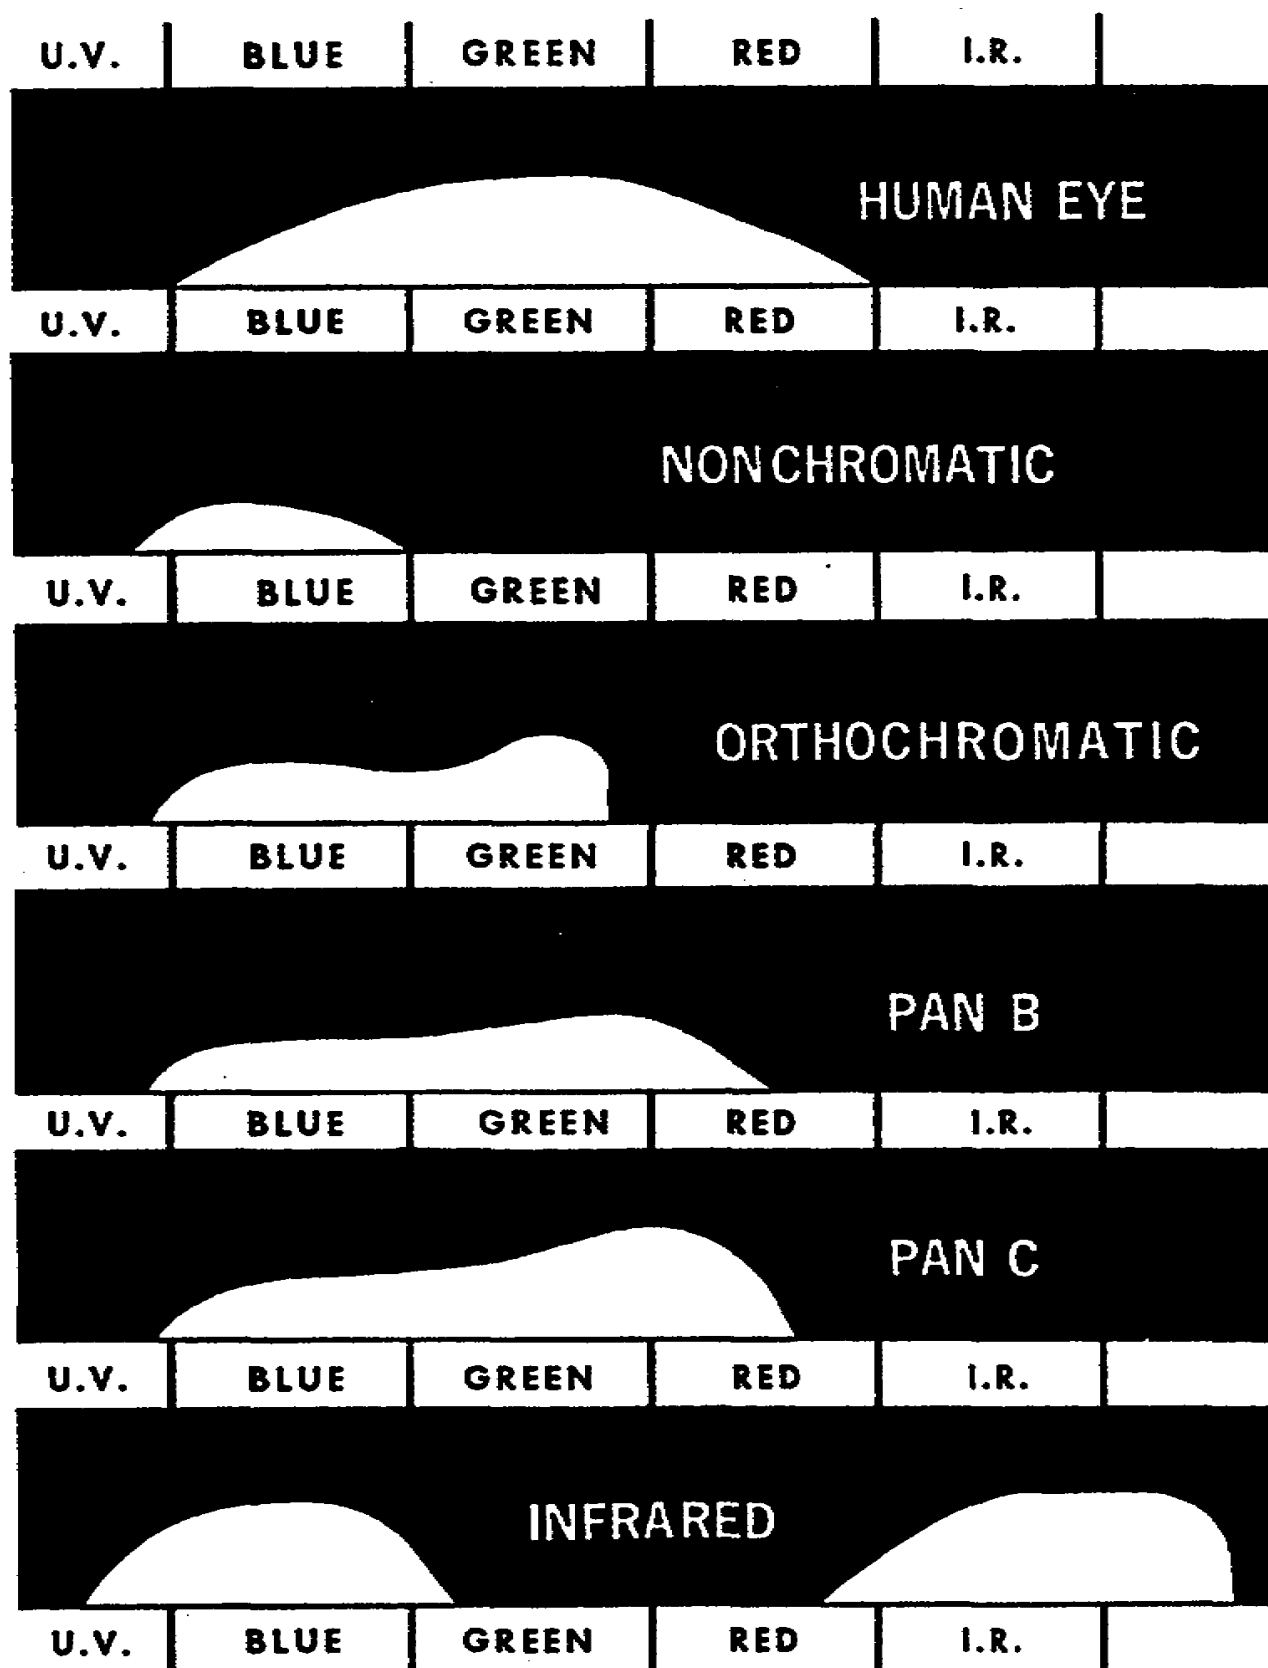 U.V. BLUE GREEN RED I.R.
HUMAN EYE
U.V. BLUE GREEN RED I.R.
NONCHROMATIC
U.V. BLUE GREEN RED I.R.
ORTHOCHROMATIC
U.V. BLUE GREEN RED I.R.
PAN B
U.V. BLUE GREEN RED I.R.
PAN C
U.V. BLUE GREEN RED I.R.
INFRARED
U.V. BLUE GREEN RED I.R.